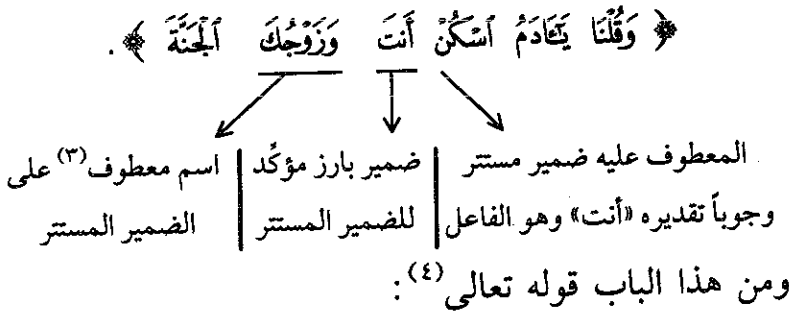 ﴿ وَقُلْنَا يَـٰٓـَٔادَمُ ٱسْكُنْ أَنتَ وَزَوْجُكَ ٱلْجَنَّةَ ﴾.
المعطوف عليه ضمير مستتر | ضمير بارز مؤكِّد | اسم معطوف(٣) على
وجوباً تقديره «أنت» وهو الفاعل | للضمير المستتر | الضمير المستتر
ومن هذا الباب قوله تعالى(٤):